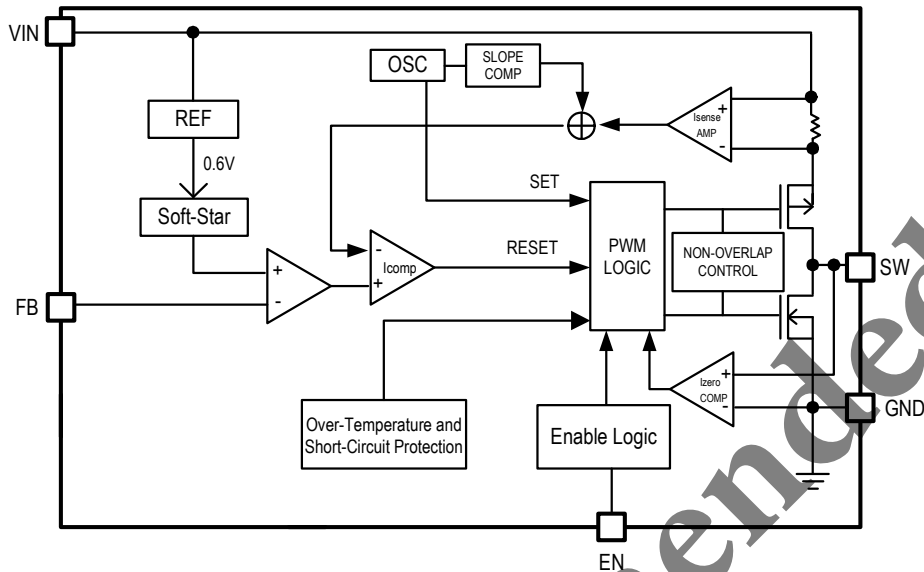 VIN
OSC
SLOPE
COMP
REF
+
Isense
AMP
-
0.6V
SET
Soft-Star
-
Icomp
+
RESET
PWM
LOGIC
NON-OVERLAP
CONTROL
SW
+
-
FB
Izero
COMP
+
-
GND
Over-Temperature and
Short-Circuit Protection
Enable Logic
EN
ended